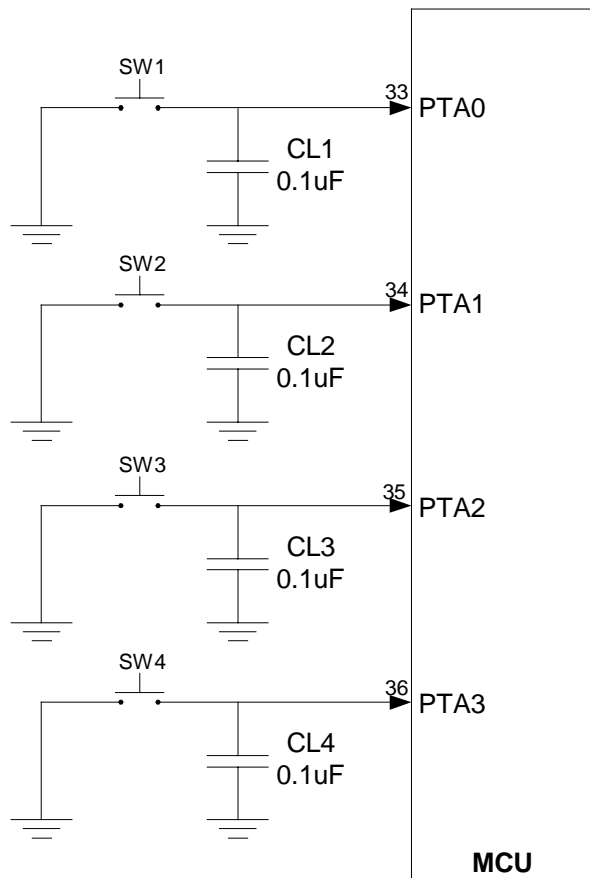 SW1
33
PTA0
CL1
0.1uF
SW2
34
PTA1
CL2
0.1uF
SW3
35
PTA2
CL3
0.1uF
SW4
36
PTA3
CL4
0.1uF
MCU